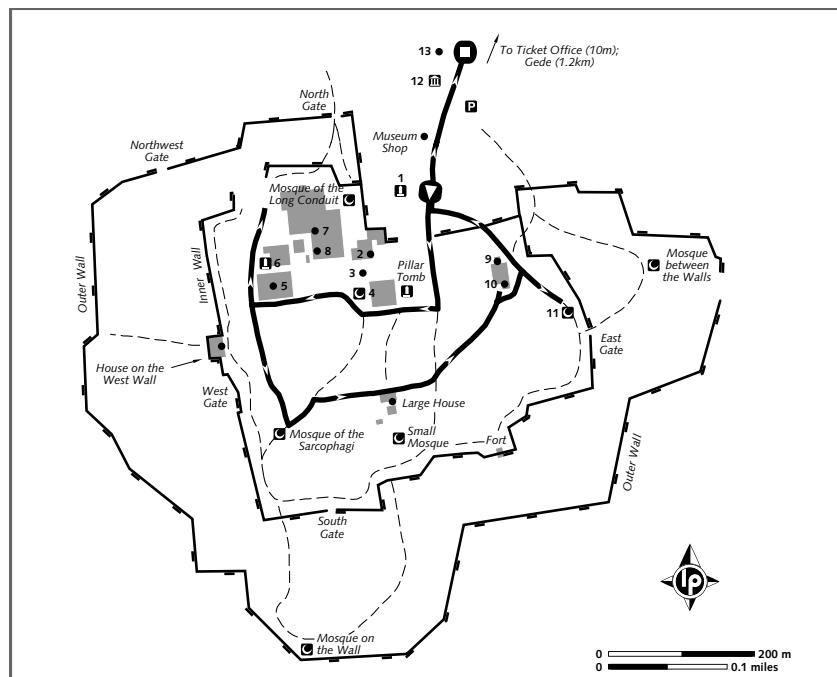 13
To Ticket Office (10m);
Gede (1.2km)
12
P
North
Gate
Museum
Shop
Northwest
Gate
1
Mosque of the
Long Conduit
7
8
2
6
3
Pillar
Tomb
9
Mosque
between
the Walls
Outer Wall
Inner Wall
5
4
10
11
East
Gate
House on the
West Wall
West
Gate
Large House
Mosque of the
Sarcophagi
Small
Mosque
Fort
Outer Wall
South
Gate
lp
Mosque on
the Wall
0 200 m
0 0.1 miles